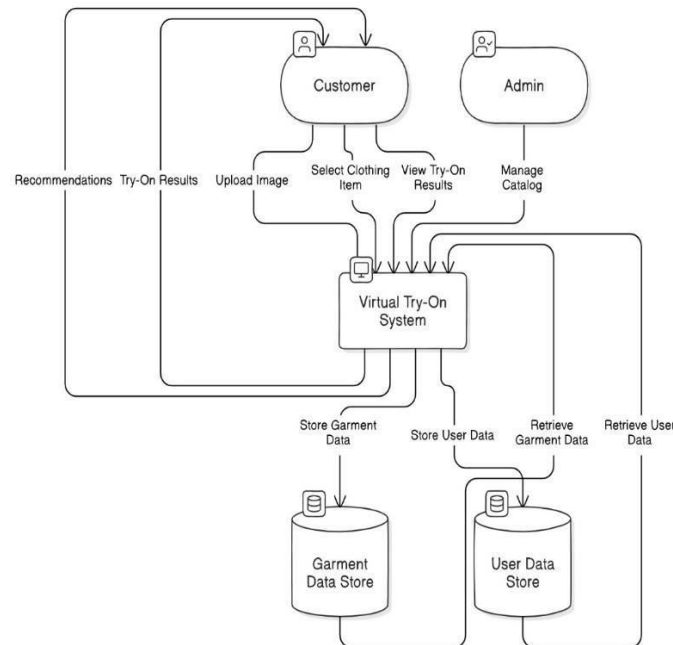 Customer
Admin
Recommendations
Try-On Results
Upload Image
Select Clothing
Item
View Try-On
Results
Manage
Catalog
Virtual Try-On
System
Store Garment
Data
Store User Data
Retrieve
Garment Data
Retrieve User
Data
Garment
Data Store
User Data
Store